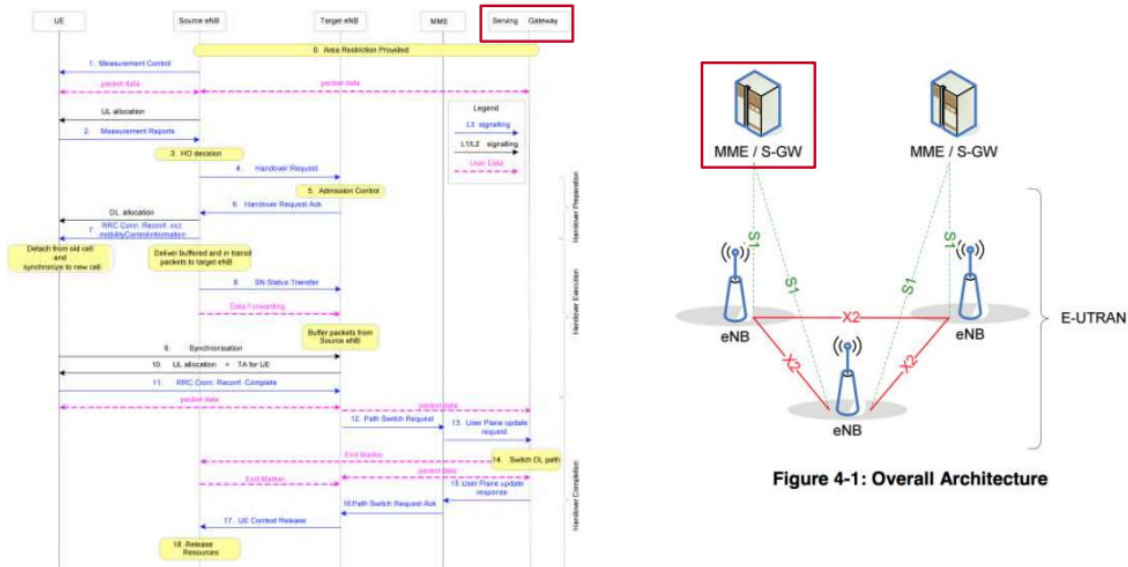 UE
Source eNB
Target eNB
MME
Serving Gateway
0. Area Restriction Provided
1. Measurement Control
packet data
packet data
UL allocation
2. Measurement Reports
3. HO decision
4. Handover Request
5. Admission Control
6. Handover Request Ack
DL allocation
7. RRC Conn. Reconf. incl.
mobilityControlinformation
Detach from old cell
and
synchronize to new cell
Deliver buffered and in transit
packets to target eNB
8. SN Status Transfer
Data Forwarding
Buffer packets from
Source eNB
9. Synchronisation
10. UL allocation + TA for UE
11. RRC Conn. Reconf. Complete
packet data
packet data
12. Path Switch Request
13. User Plane update
request
End Marker
14. Switch DL path
packet data
End Marker
15.User Plane update
response
16.Path Switch Request Ack
17. UE Context Release
18. Release
Resources
Legend
L3 signalling
L1/L2 signalling
User Data
Handover Preparation
Handover Execution
Handover Completion
MME / S-GW
MME / S-GW
S1
S1
S1
S1
X2
X2
X2
eNB
eNB
eNB
E-UTRAN
Figure 4-1: Overall Architecture